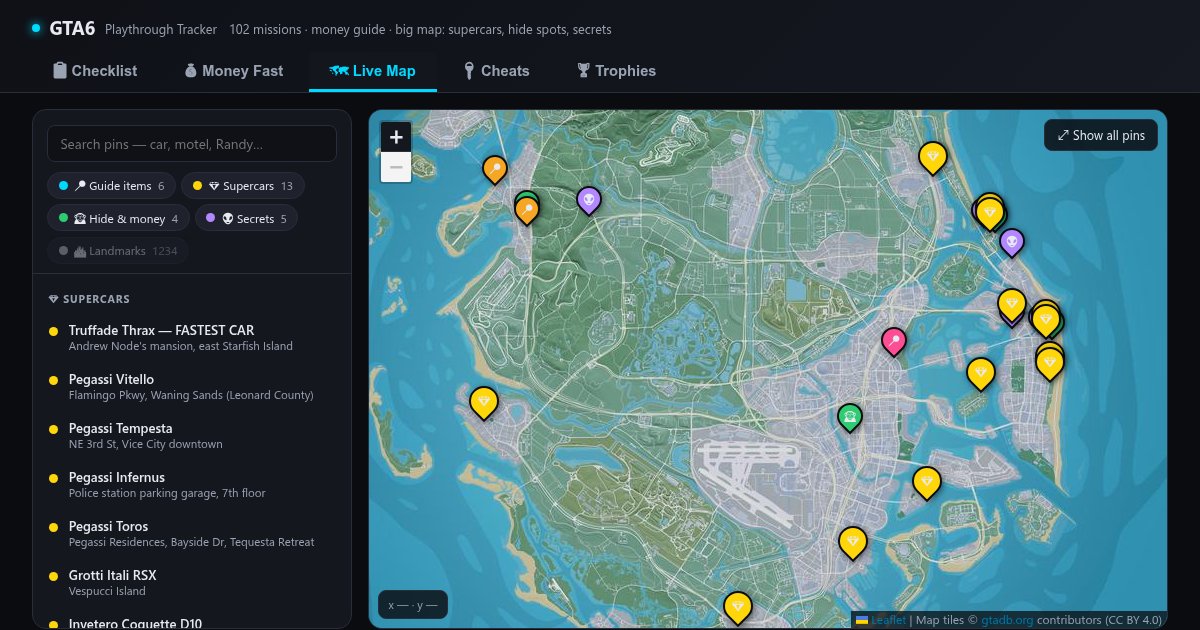 GTA6 Playthrough Tracker 102 missions · money guide · big map: supercars, hide spots, secrets
Checklist Money Fast Live Map Cheats Trophies
Search pins — car, motel, Randy...
Guide items 6 Supercars 13
Hide & money 4 Secrets 5
Landmarks 1234
SUPERCARS
Truffade Thrax — FASTEST CAR
Andrew Node's mansion, east Starfish Island
Pegassi Vitello
Flamingo Pkwy, Waning Sands (Leonard County)
Pegassi Tempesta
NE 3rd St, Vice City downtown
Pegassi Infernus
Police station parking garage, 7th floor
Pegassi Toros
Pegassi Residences, Bayside Dr, Tequesta Retreat
Grotti Itali RSX
Vespucci Island
Invetero Coquette D10
+
−
Show all pins
x — · y —
Leaflet | Map tiles © gtadb.org contributors (CC BY 4.0)